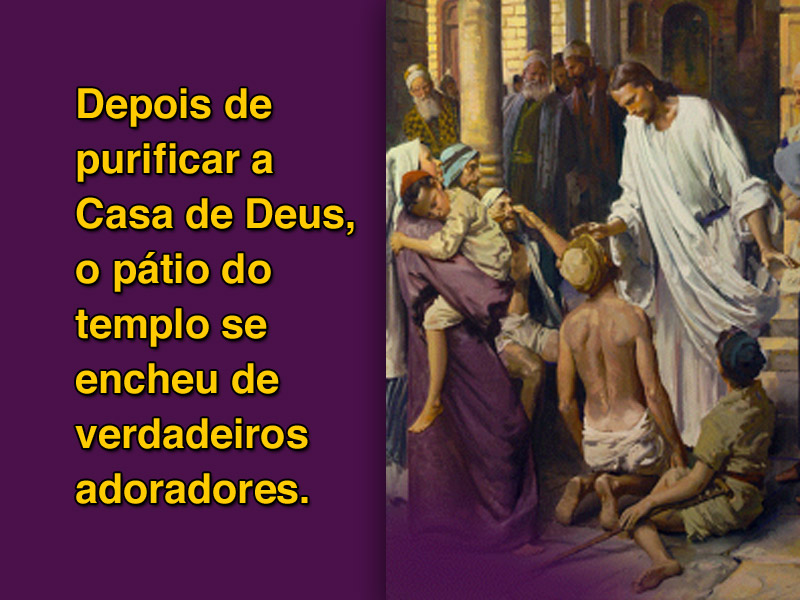 Depois de
purificar a
Casa de Deus,
o pátio do
templo se
encheu de
verdadeiros
adoradores.